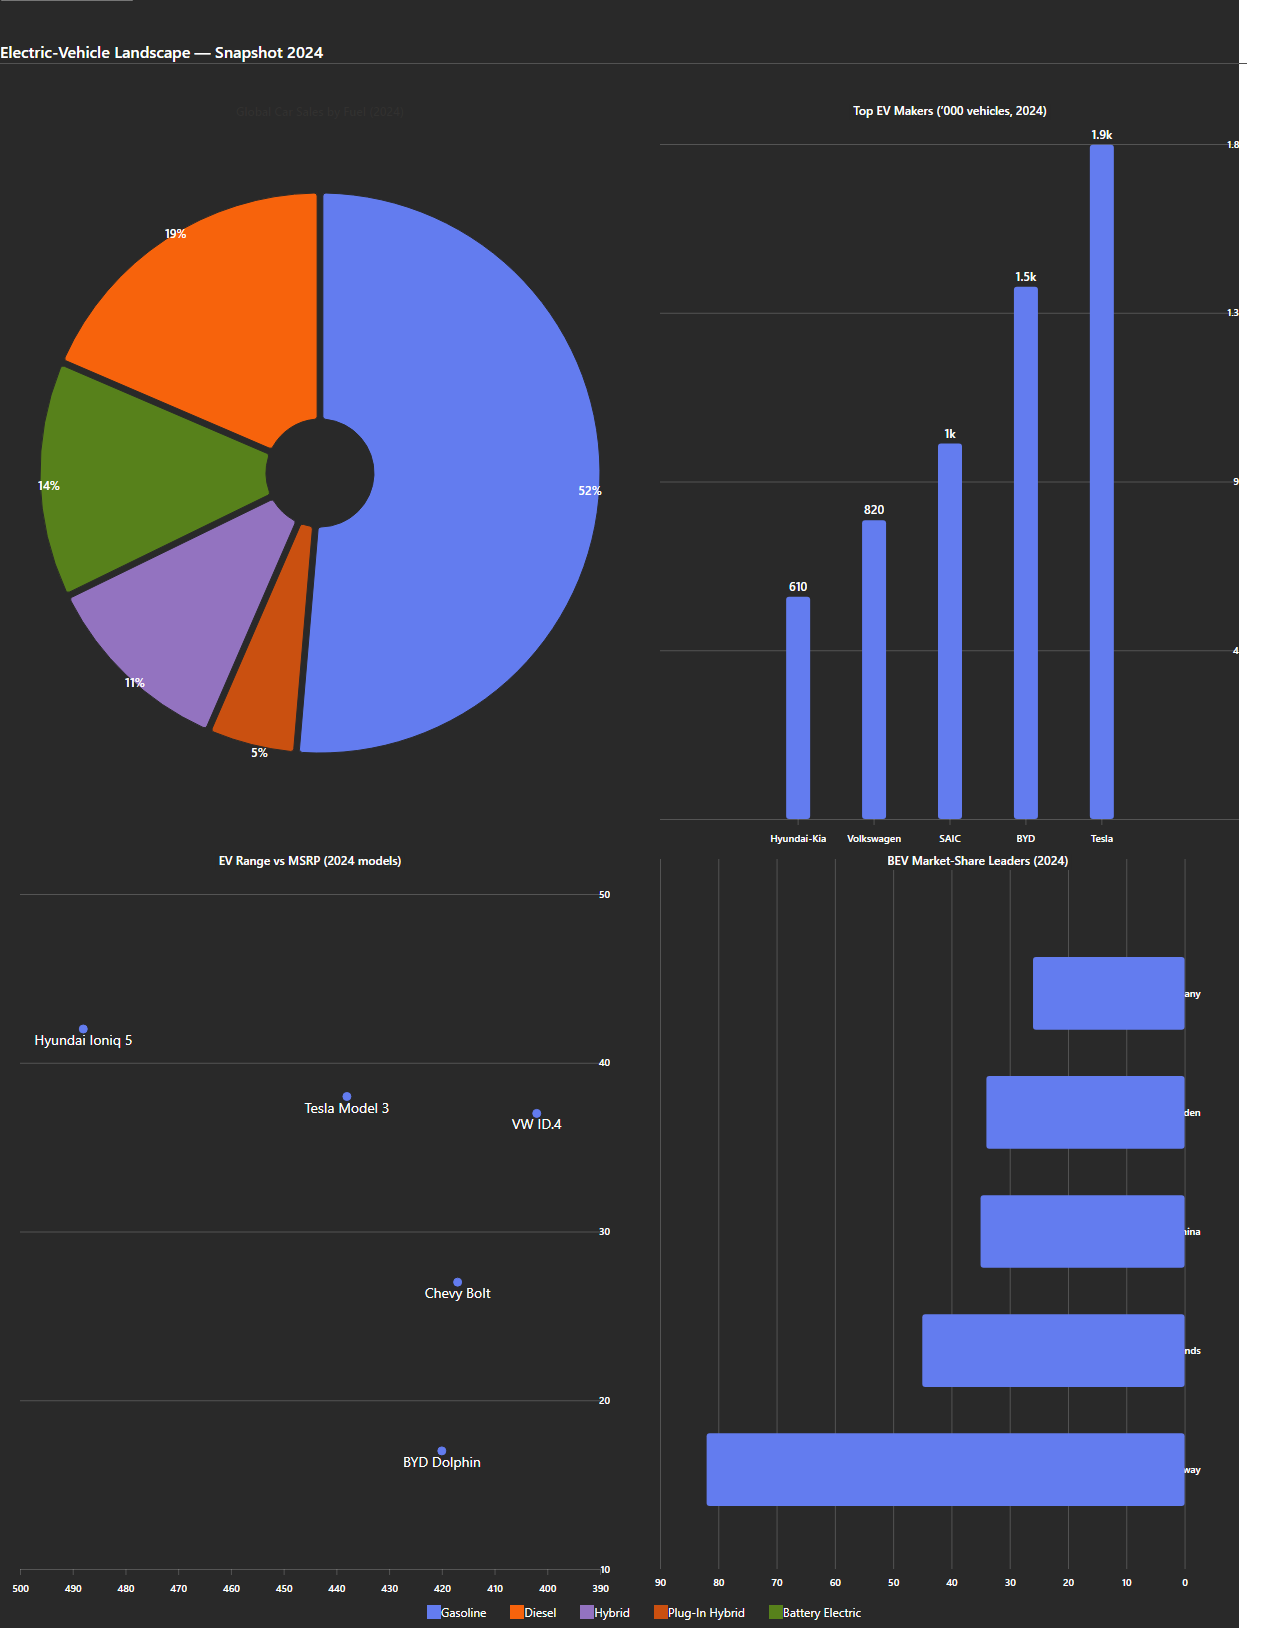 Electric-Vehicle Landscape — Snapshot 2024
Global Car Sales by Fuel (2024)
19%
14%
52%
11%
5%
Top EV Makers ('000 vehicles, 2024)
1.9k
1.8
1.5k
1.3
1k
9
820
610
4
Hyundai-Kia Volkswagen SAIC BYD Tesla
EV Range vs MSRP (2024 models)
50
Hyundai Ioniq 5
40
Tesla Model 3
VW ID.4
30
Chevy Bolt
20
BYD Dolphin
10
500 490 480 470 460 450 440 430 420 410 400 390
BEV Market-Share Leaders (2024)
any
den
ina
nds
way
90 80 70 60 50 40 30 20 10 0
Gasoline Diesel Hybrid Plug-In Hybrid Battery Electric